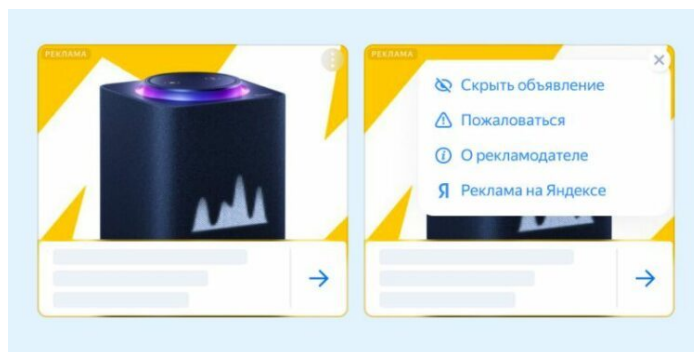 РЕКЛАМА
РЕКЛАМА
Скрыть объявление
Пожаловаться
О рекламодателе
Я Реклама на Яндексе